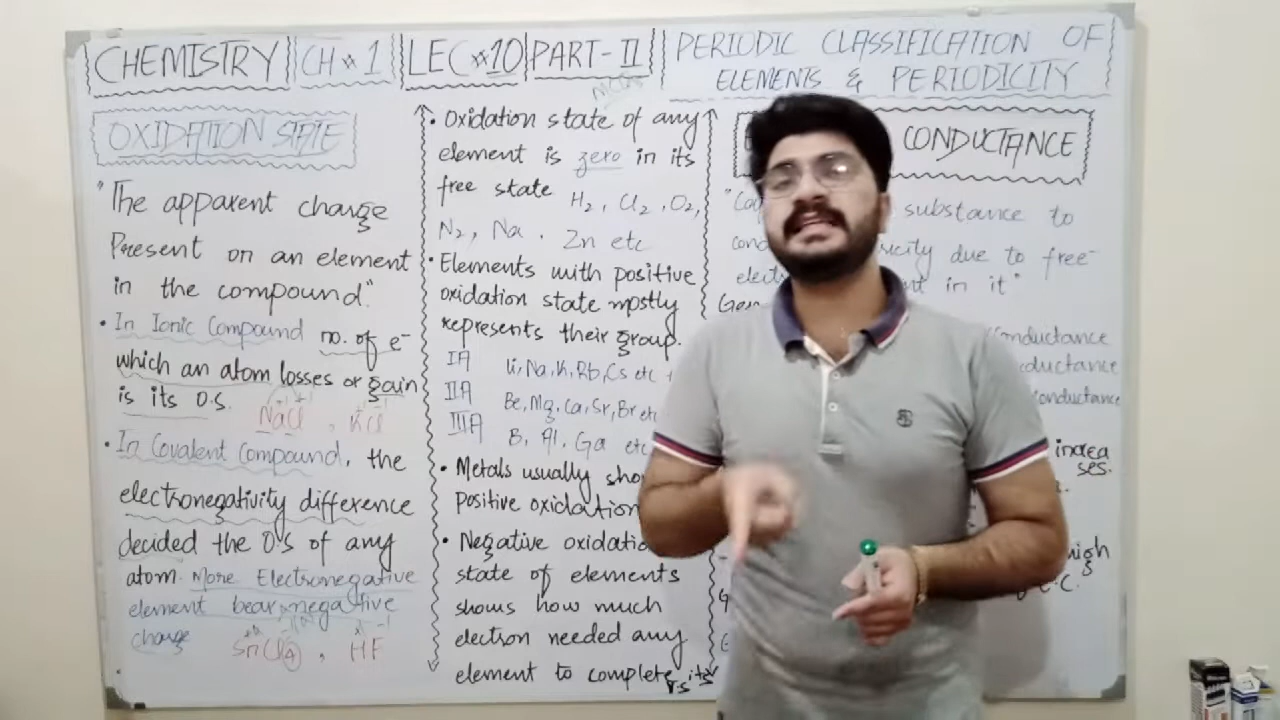 CHEMISTRY CH # 1 LEC #10 PART-II
MCQs
PERIODIC CLASSIFICATION OF
ELEMENTS & PERIODICITY
OXIDATION STATE
"The apparent charge
Present on an element
in the compound."
• In Ionic Compound no. of e-
which an atom losses or gain
is its O.S.
NaCl , KCl
• In Covalent Compound, the
electronegativity difference
decided the O.S of any
atom. More Electronegative
element bear negative
charge
SnCl4 , HF
• Oxidation state of any
element is zero in its
free state H2, Cl2, O2,
N2, Na, Zn etc
• Elements with positive
oxidation state mostly
represents their group.
IA Li, Na, K, Rb, Cs etc
IIA Be, Mg, Ca, Sr, Br etc
IIIA B, Al, Ga etc
• Metals usually
Positive oxidation
• Negative
state of elements
shows how much
electron needed any
element to complete its
V.S
CONDUCTANCE
substance to
due to free
in it"
Conductance
conductance
increa
ses.
high